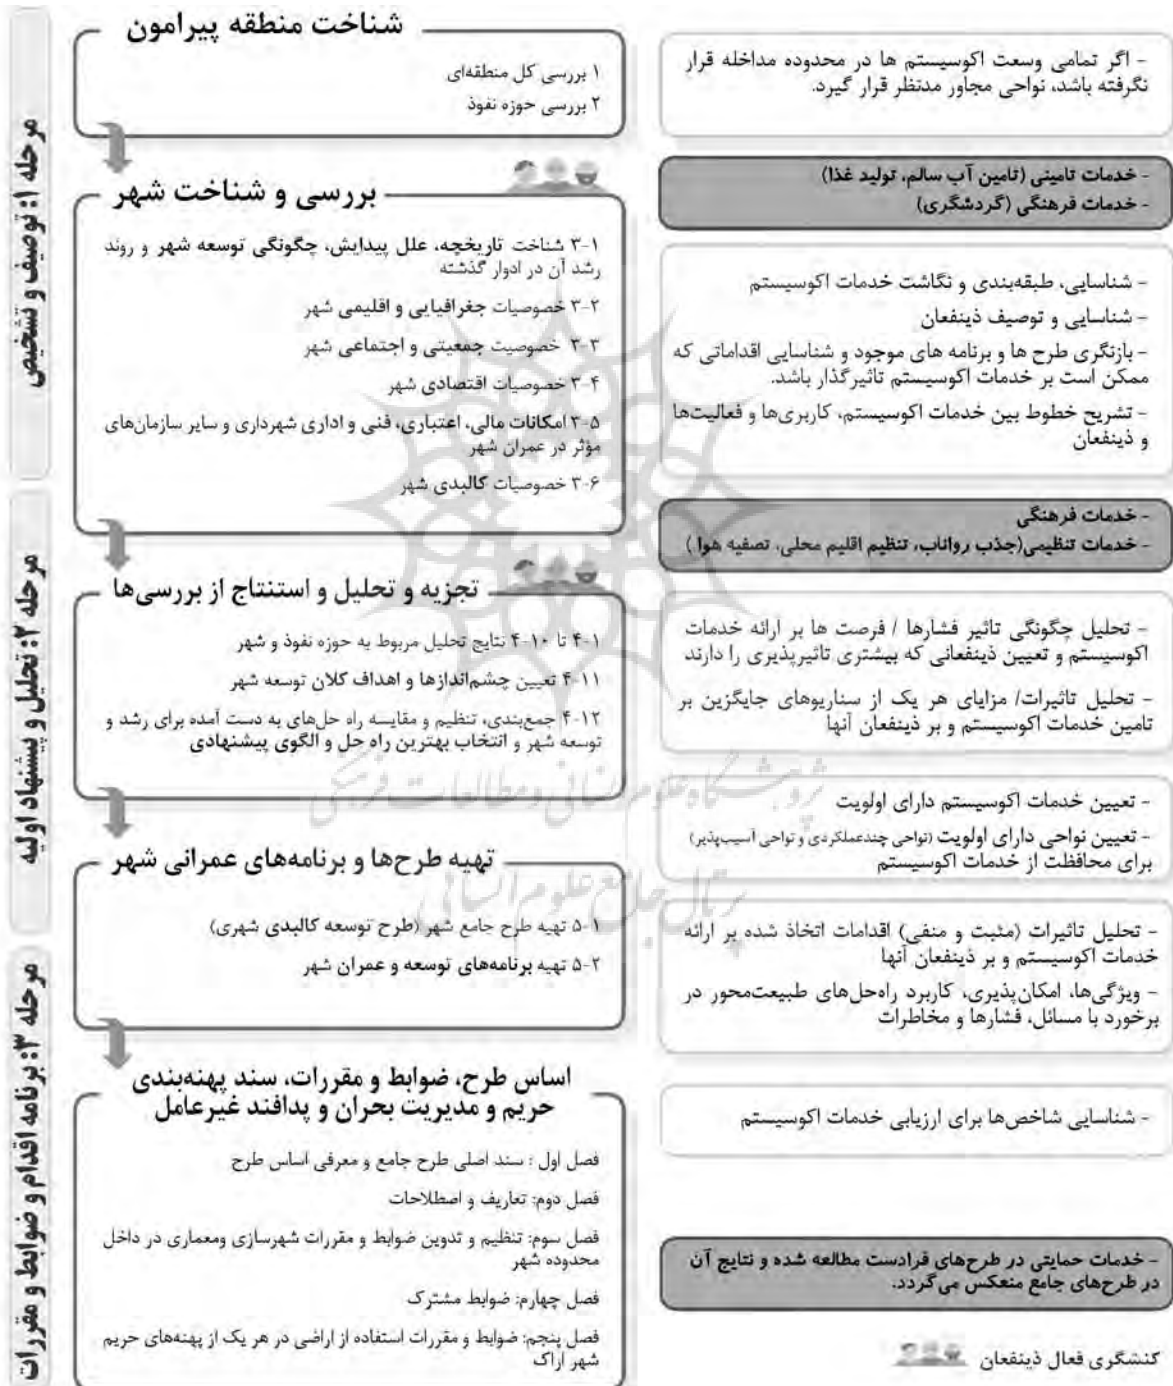 مرحله ۱: توصیف و تشخیص
شناخت منطقه پیرامون
۱ بررسی کل منطقه‌ای
۲ بررسی حوزه نفوذ
بررسی و شناخت شهر
۳-۱ شناخت تاریخچه، علل پیدایش، چگونگی توسعه شهر و روند
رشد آن در ادوار گذشته
۳-۲ خصوصیات جغرافیایی و اقلیمی شهر
۳-۳ خصوصیت جمعیتی و اجتماعی شهر
۳-۴ خصوصیات اقتصادی شهر
۳-۵ امکانات مالی، اعتباری، فنی و اداری شهرداری و سایر سازمان‌های
مؤثر در عمران شهر
۳-۶ خصوصیات کالبدی شهر
مرحله ۲: تحلیل و پیشنهاد اولیه
تجزیه و تحلیل و استنتاج از بررسی‌ها
۴-۱ تا ۴-۱۰ نتایج تحلیل مربوط به حوزه نفوذ و شهر
۴-۱۱ تعیین چشم‌اندازها و اهداف کلان توسعه شهر
۴-۱۲ جمع‌بندی، تنظیم و مقایسه راه حل‌های به دست آمده برای رشد و
توسعه شهر و انتخاب بهترین راه حل و الگوی پیشنهادی
تهیه طرح‌ها و برنامه‌های عمرانی شهر
۵-۱ تهیه طرح جامع شهر (طرح توسعه کالبدی شهری)
۵-۲ تهیه برنامه‌های توسعه و عمران شهر
مرحله ۳: برنامه اقدام و ضوابط و مقررات
اساس طرح، ضوابط و مقررات، سند پهنه‌بندی
حریم و مدیریت بحران و پدافند غیرعامل
فصل اول : سند اصلی طرح جامع و معرفی اساس طرح
فصل دوم: تعاریف و اصطلاحات
فصل سوم: تنظیم و تدوین ضوابط و مقررات شهرسازی ومعماری در داخل
محدوده شهر
فصل چهارم: ضوابط مشترک
فصل پنجم: ضوابط و مقررات استفاده از اراضی در هر یک از پهنه‌های حریم
شهر اراک
- اگر تمامی وسعت اکوسیستم ها در محدوده مداخله قرار
نگرفته باشد، نواحی مجاور مدنظر قرار گیرد.
- خدمات تامینی (تامین آب سالم، تولید غذا)
- خدمات فرهنگی (گردشگری)
- شناسایی، طبقه‌بندی و نگاشت خدمات اکوسیستم
- شناسایی و توصیف ذینفعان
- بازنگری طرح ها و برنامه های موجود و شناسایی اقداماتی که
ممکن است بر خدمات اکوسیستم تاثیرگذار باشد.
- تشریح خطوط بین خدمات اکوسیستم، کاربری‌ها و فعالیت‌ها
و ذینفعان
- خدمات فرهنگی
- خدمات تنظیمی(جذب رواناب، تنظیم اقلیم محلی، تصفیه هوا )
- تحلیل چگونگی تاثیر فشارها / فرصت ها بر ارائه خدمات
اکوسیستم و تعیین ذینفعانی که بیشتری تاثیرپذیری را دارند
- تحلیل تاثیرات/ مزایای هر یک از سناریوهای جایگزین بر
تامین خدمات اکوسیستم و بر ذینفعان آنها
- تعیین خدمات اکوسیستم دارای اولویت
- تعیین نواحی دارای اولویت (نواحی چندعملکردی و نواحی آسیب‌پذیر)
برای محافظت از خدمات اکوسیستم
- تحلیل تاثیرات (مثبت و منفی) اقدامات اتخاذ شده بر ارائه
خدمات اکوسیستم و بر ذینفعان آنها
- ویژگی‌ها، امکان‌پذیری، کاربرد راه‌حل‌های طبیعت‌محور در
برخورد با مسائل، فشارها و مخاطرات
- شناسایی شاخص‌ها برای ارزیابی خدمات اکوسیستم
- خدمات حمایتی در طرح‌های فرادست مطالعه شده و نتایج آن
در طرح‌های جامع منعکس می‌گردد.
کنشگری فعال ذینفعان
پژوهشگاه علوم انسانی و مطالعات فرهنگی
پرتال جامع علوم انسانی